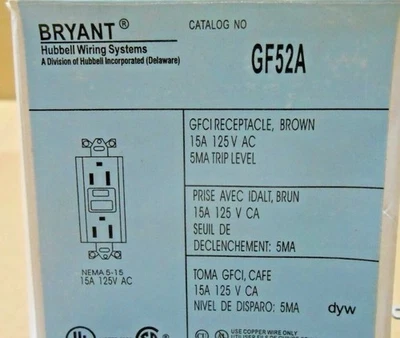 BRYANT®
Hubbell Wiring Systems
A Division of Hubbell Incorporated (Delaware)
CATALOG NO
GF52A
GFCI RECEPTACLE, BROWN
15A 125V AC
5MA TRIP LEVEL
PRISE AVEC IDALT, BRUN
15A 125 V CA
SEUIL DE
DECLENCHEMENT: 5MA
TOMA GFCI, CAFE
15A 125 V CA
NIVEL DE DISPARO: 5MA
dyw
NEMA 5-15
15A 125V AC
USE COPPER WIRE ONLY